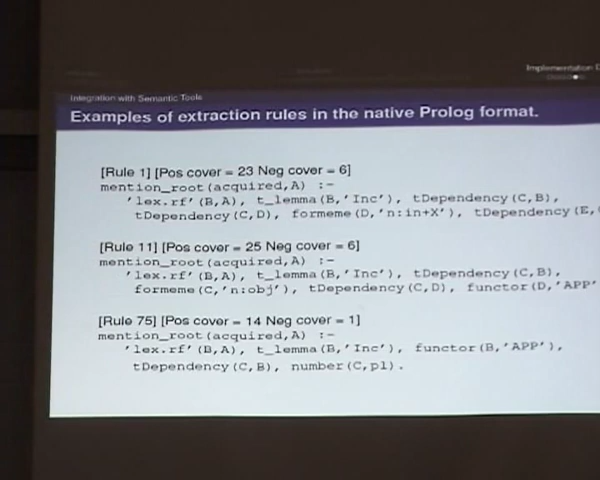 Implementation
Integration with Semantic Tools
Examples of extraction rules in the native Prolog format.
[Rule 1] [Pos cover = 23 Neg cover = 6]
mention_root(acquired,A) :-
'lex.rf'(B,A), t_lemma(B,'Inc'), tDependency(C,B),
tDependency(C,D), formeme(D,'n:in+X'), tDependency(E,
[Rule 11] [Pos cover = 25 Neg cover = 6]
mention_root(acquired,A) :-
'lex.rf'(B,A), t_lemma(B,'Inc'), tDependency(C,B),
formeme(C,'n:obj'), tDependency(C,D), functor(D,'APP'
[Rule 75] [Pos cover = 14 Neg cover = 1]
mention_root(acquired,A) :-
'lex.rf'(B,A), t_lemma(B,'Inc'), functor(B,'APP'),
tDependency(C,B), number(C,pl).